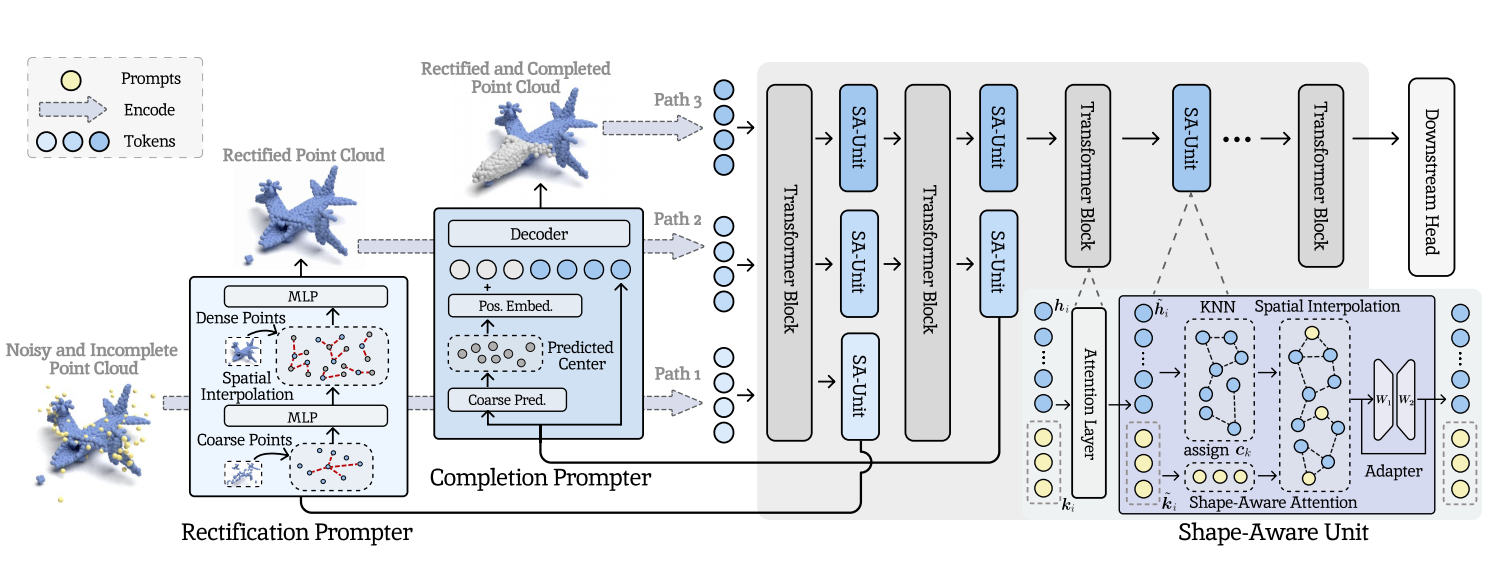 Prompts
Encode
Tokens
Noisy and Incomplete
Point Cloud
Rectified Point Cloud
Rectified and Completed
Point Cloud
MLP
Dense Points
Spatial
Interpolation
MLP
Coarse Points
Rectification Prompter
Decoder
+
Pos. Embed.
Predicted
Center
Coarse Pred.
Completion Prompter
Path 3
Path 2
Path 1
Transformer Block
SA-Unit
SA-Unit
SA-Unit
Transformer Block
SA-Unit
SA-Unit
Transformer Block
SA-Unit
Transformer Block
Downstream Head
h_i
k_i
Attention Layer
h̃_i
k̃_i
KNN
Spatial Interpolation
assign c_k
Shape-Aware Attention
W_1
W_2
Adapter
Shape-Aware Unit